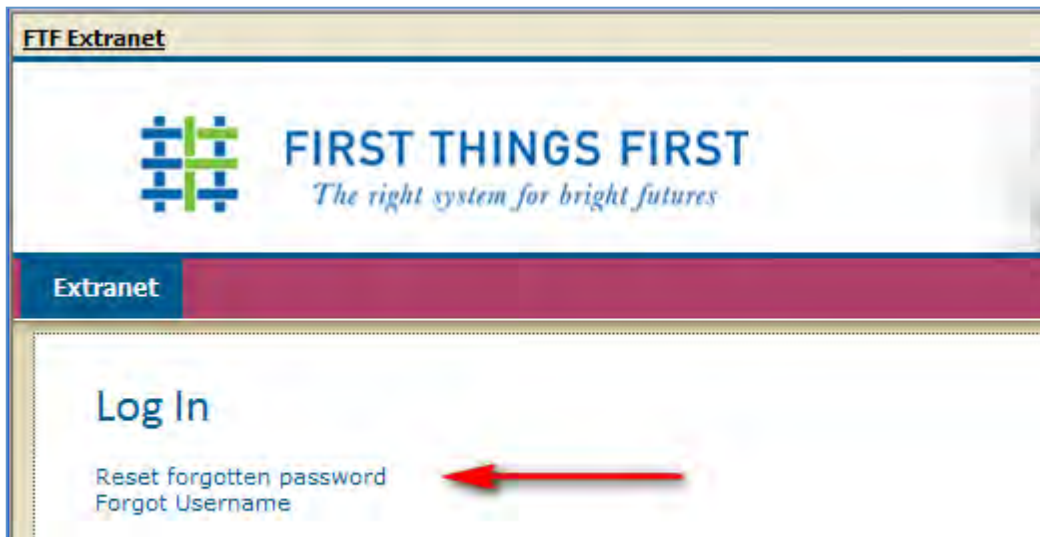 FTF Extranet
FIRST THINGS FIRST
The right system for bright futures
Extranet
Log In
Reset forgotten password
Forgot Username